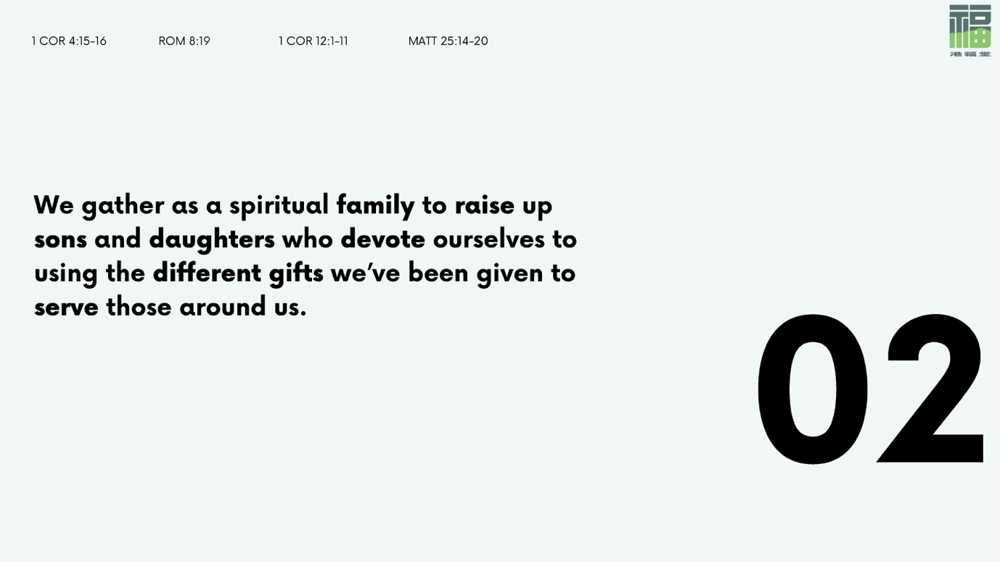 1 COR 4:15-16 ROM 8:19 1 COR 12:1-11 MATT 25:14-20
福
港福堂
We gather as a spiritual family to raise up
sons and daughters who devote ourselves to
using the different gifts we’ve been given to
serve those around us.
02